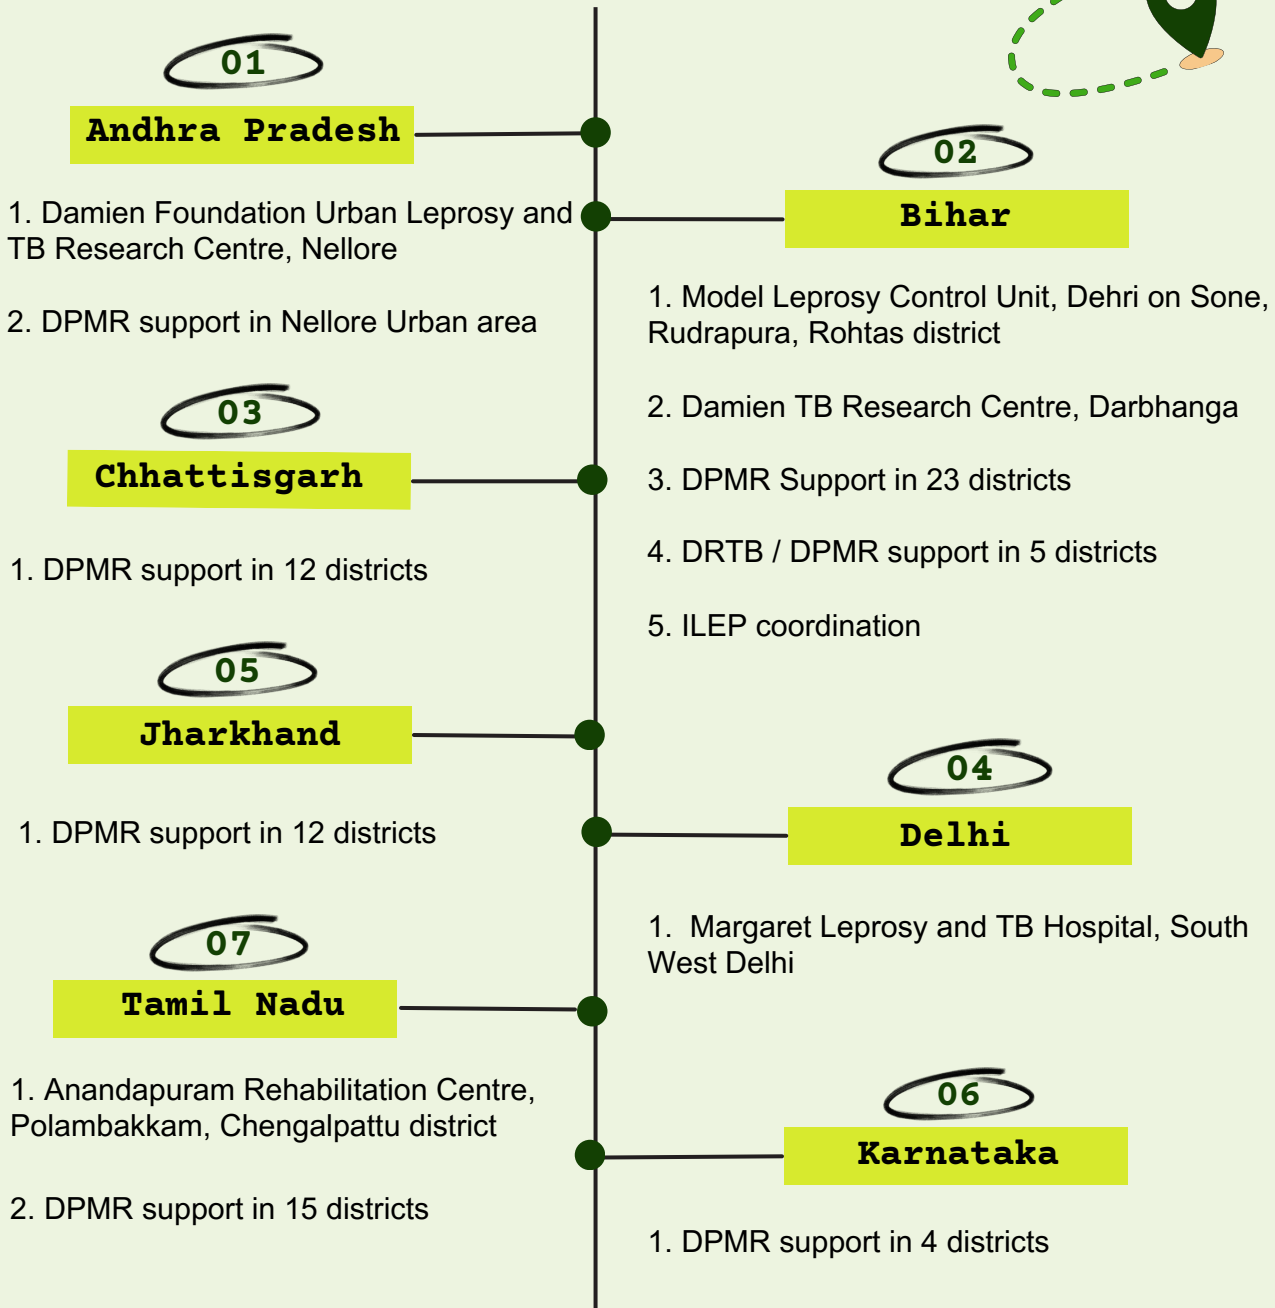 01
Andhra Pradesh
1. Damien Foundation Urban Leprosy and
TB Research Centre, Nellore
2. DPMR support in Nellore Urban area
02
Bihar
1. Model Leprosy Control Unit, Dehri on Sone,
Rudrapura, Rohtas district
2. Damien TB Research Centre, Darbhanga
3. DPMR Support in 23 districts
4. DRTB / DPMR support in 5 districts
5. ILEP coordination
03
Chhattisgarh
1. DPMR support in 12 districts
05
Jharkhand
1. DPMR support in 12 districts
04
Delhi
1. Margaret Leprosy and TB Hospital, South
West Delhi
07
Tamil Nadu
1. Anandapuram Rehabilitation Centre,
Polambakkam, Chengalpattu district
2. DPMR support in 15 districts
06
Karnataka
1. DPMR support in 4 districts